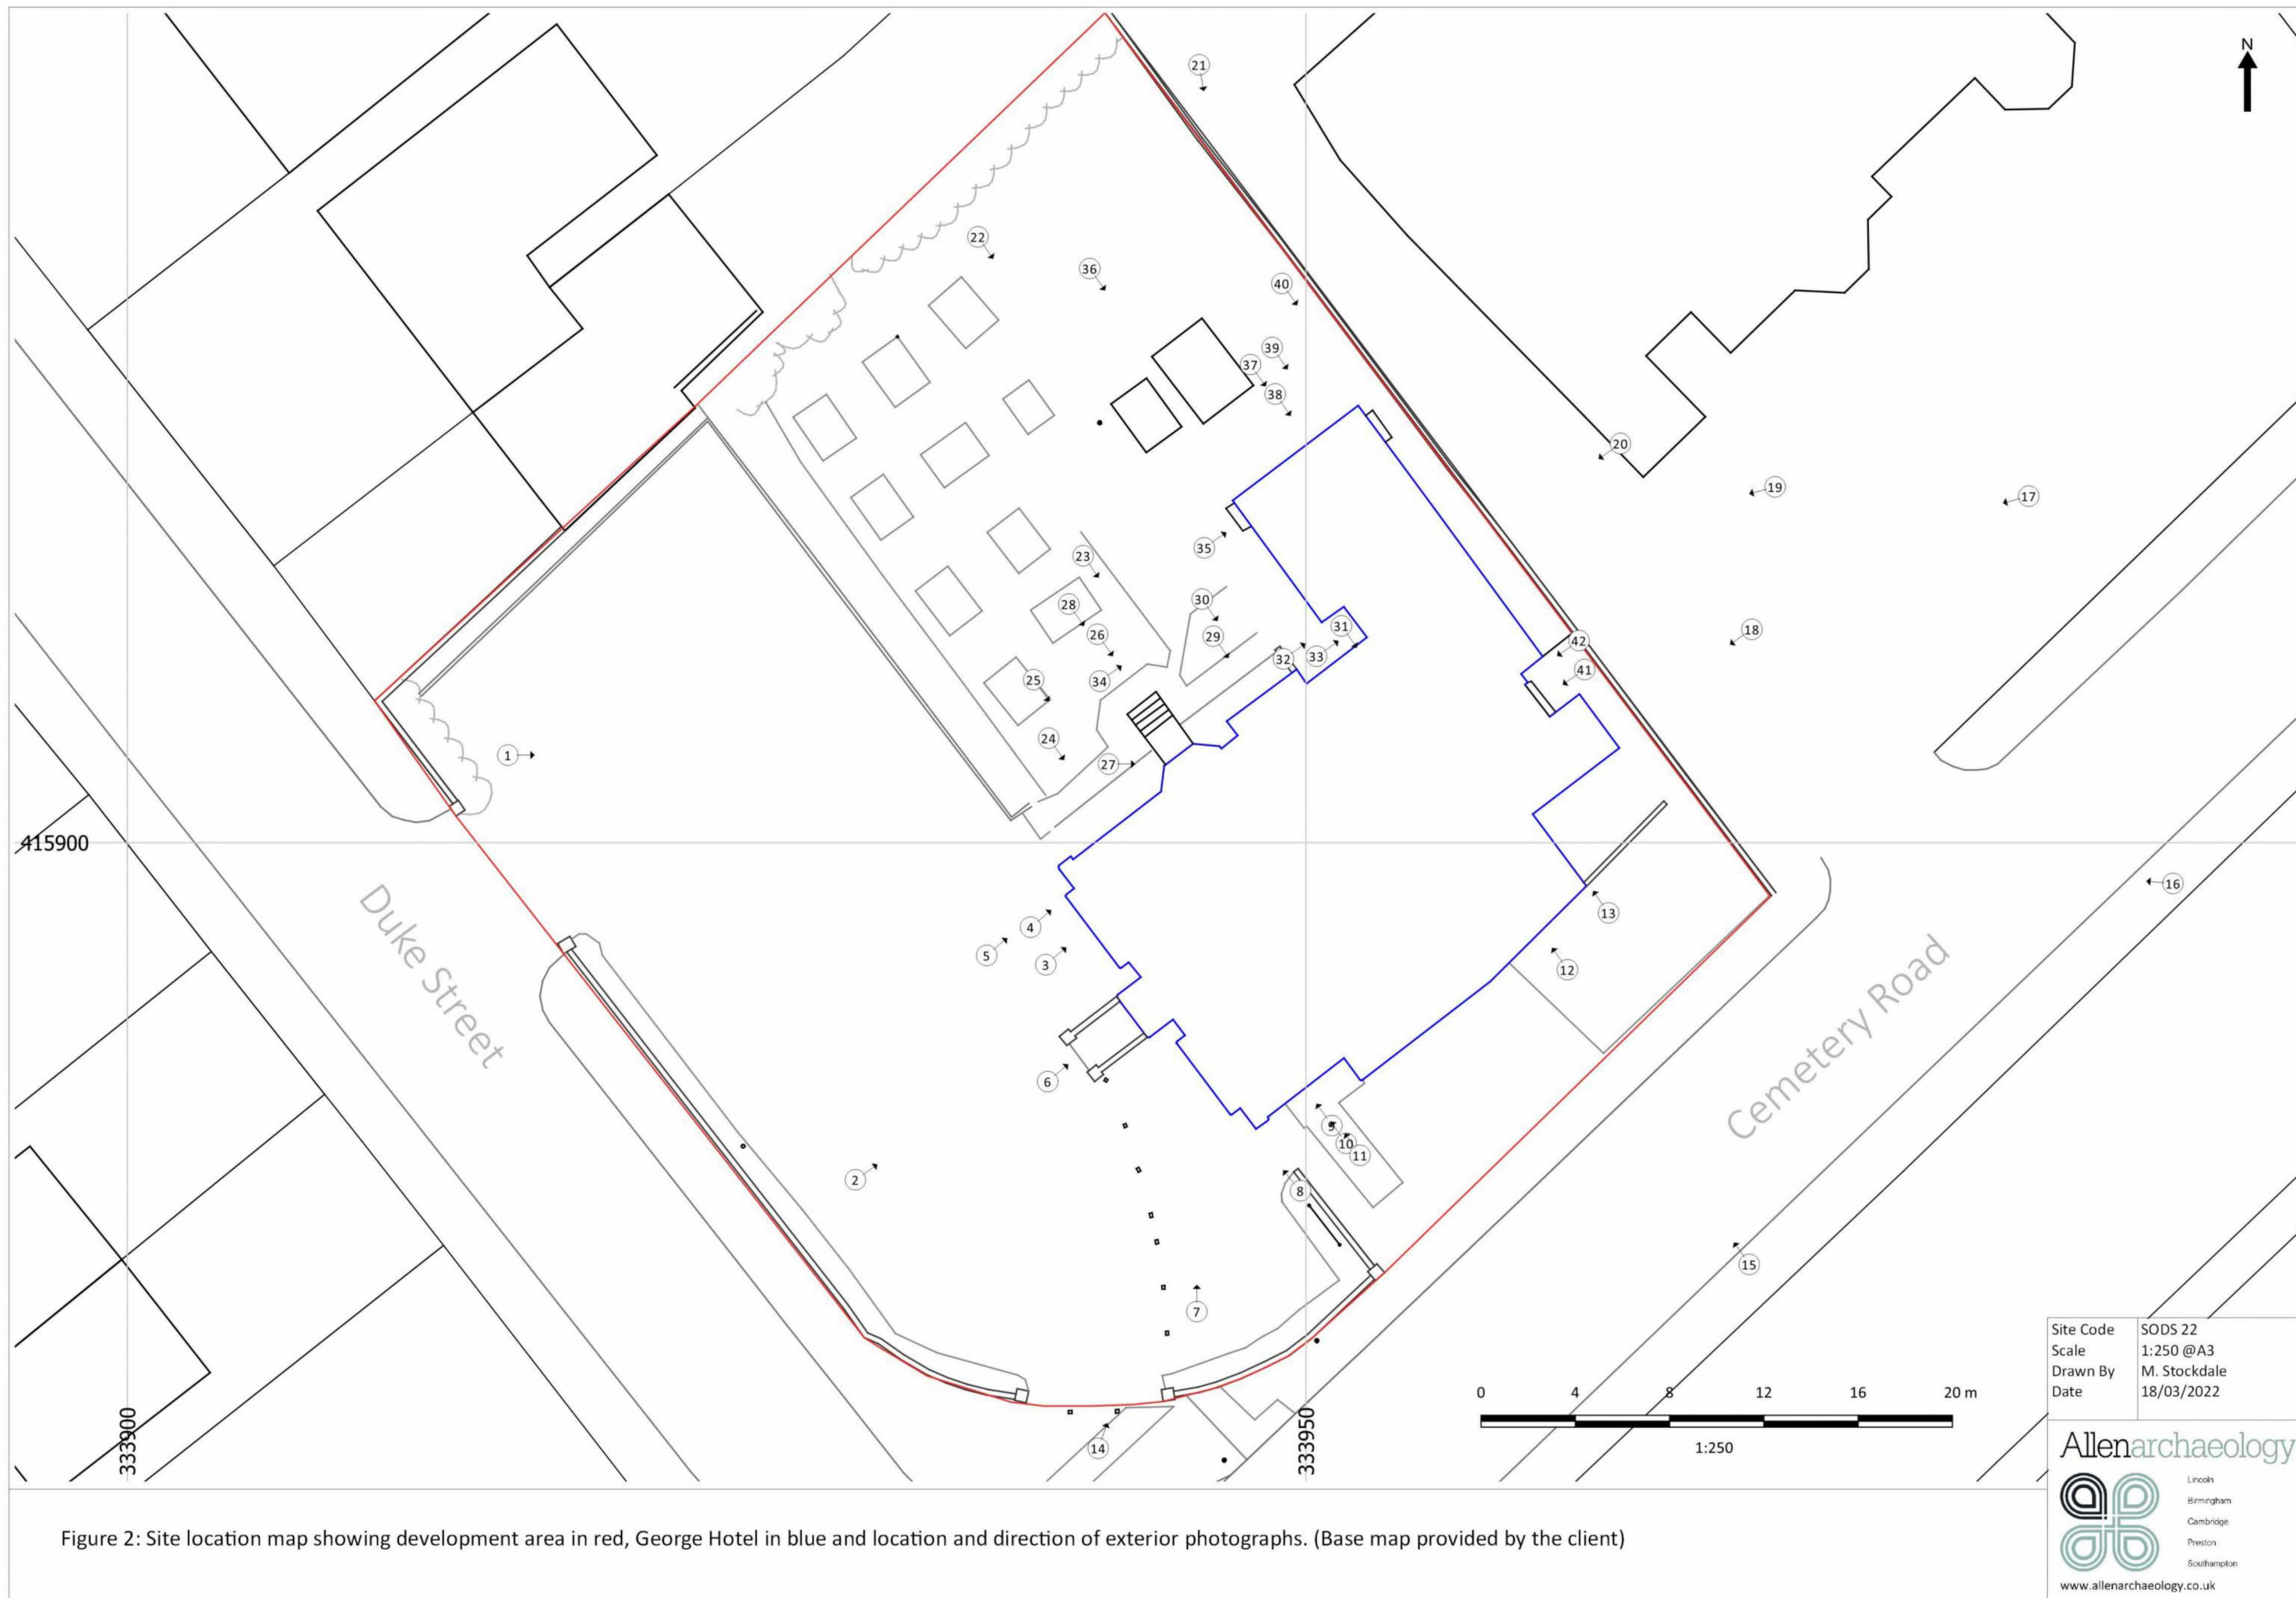 N
21
22
36
40
39
37
38
20
19
17
35
23
28
30
26
29
31
32
33
34
25
42
41
18
24
27
1
415900
Duke Street
Cemetery Road
16
4
5
3
13
12
6
9
10
11
2
8
7
15
14
333900
333950
0 4 8 12 16 20 m
1:250
Site Code SODS 22
Scale 1:250 @A3
Drawn By M. Stockdale
Date 18/03/2022
Allenarchaeology
Lincoln
Birmingham
Cambridge
Preston
Southampton
www.allenarchaeology.co.uk
Figure 2: Site location map showing development area in red, George Hotel in blue and location and direction of exterior photographs. (Base map provided by the client)